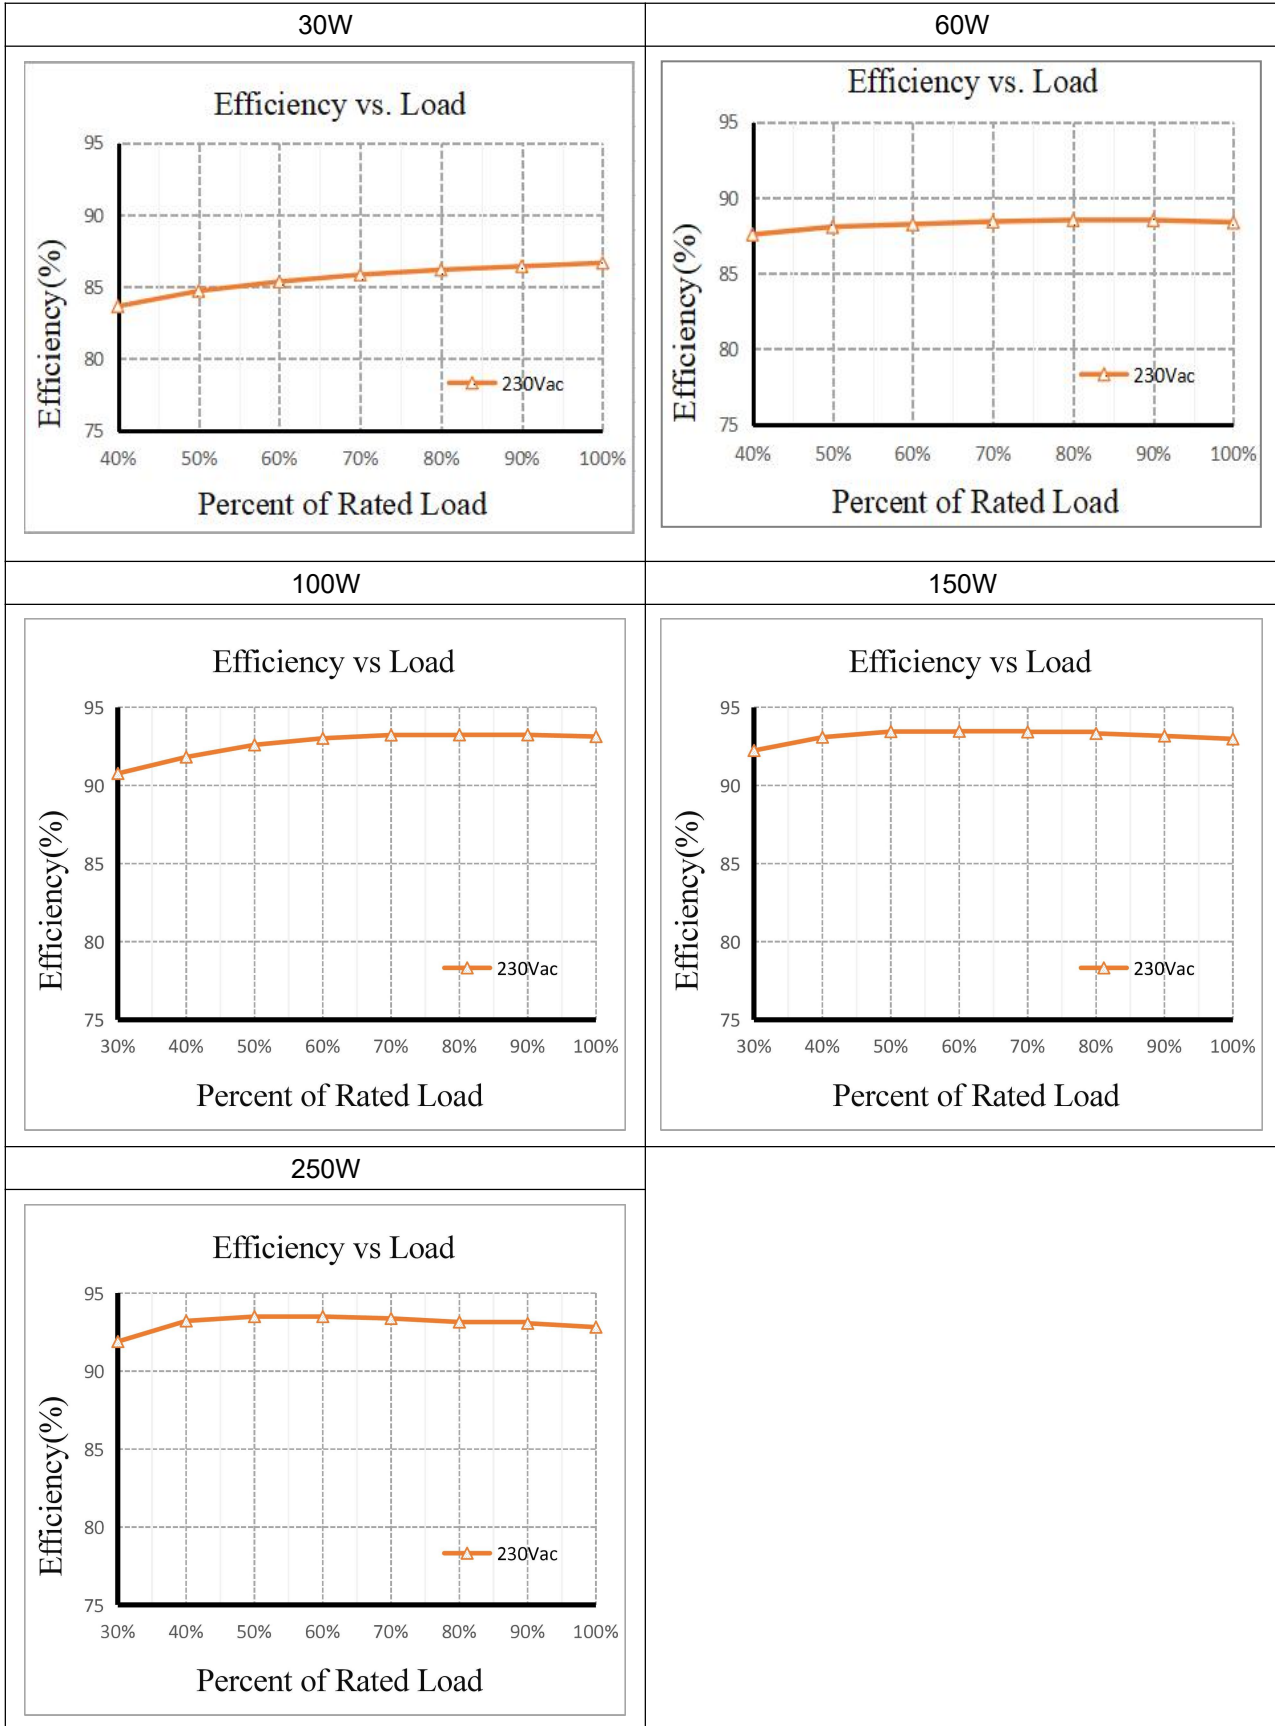 30W
Efficiency vs. Load
95
90
85
80
75
Efficiency(%)
230Vac
40% 50% 60% 70% 80% 90% 100%
Percent of Rated Load
60W
Efficiency vs. Load
95
90
85
80
75
Efficiency(%)
230Vac
40% 50% 60% 70% 80% 90% 100%
Percent of Rated Load
100W
Efficiency vs Load
95
90
85
80
75
Efficiency(%)
230Vac
30% 40% 50% 60% 70% 80% 90% 100%
Percent of Rated Load
150W
Efficiency vs Load
95
90
85
80
75
Efficiency(%)
230Vac
30% 40% 50% 60% 70% 80% 90% 100%
Percent of Rated Load
250W
Efficiency vs Load
95
90
85
80
75
Efficiency(%)
230Vac
30% 40% 50% 60% 70% 80% 90% 100%
Percent of Rated Load